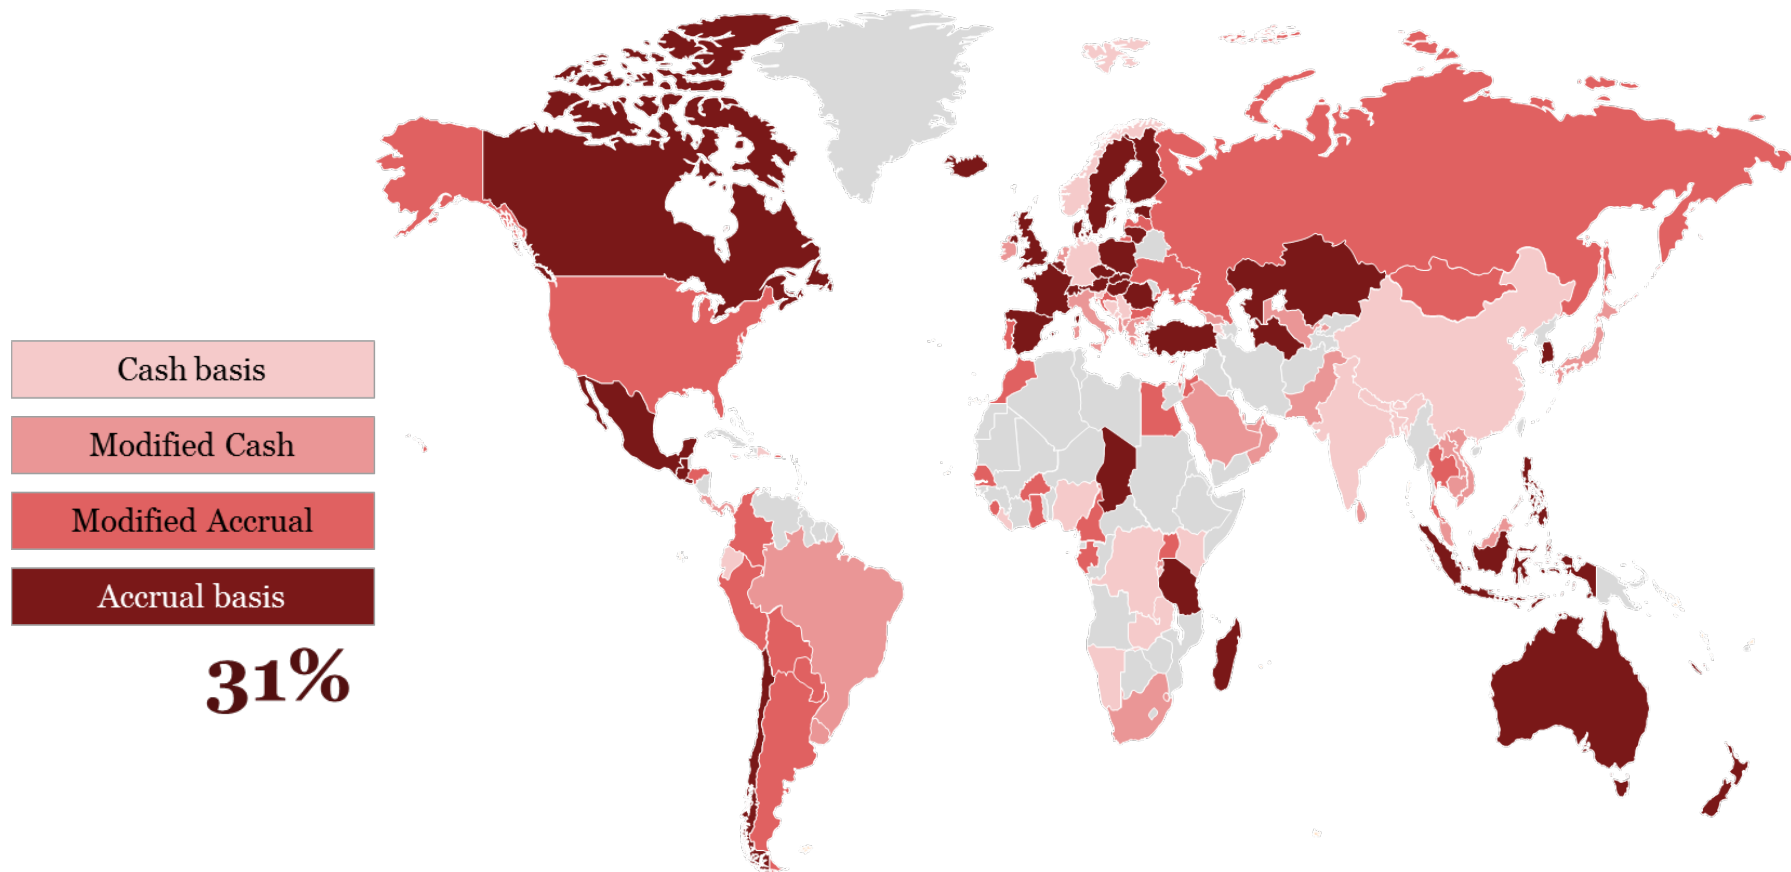 Cash basis
Modified Cash
Modified Accrual
Accrual basis
31%